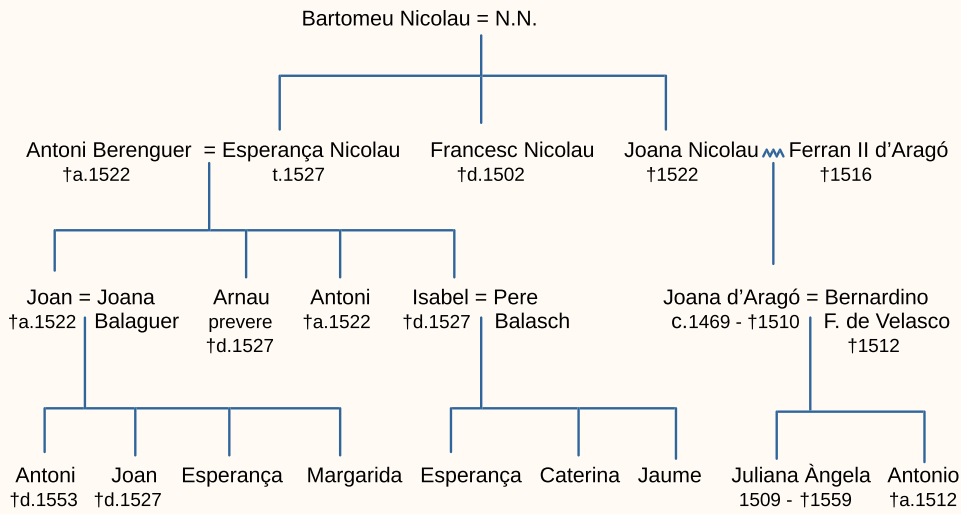 Bartomeu Nicolau = N.N.
Antoni Berenguer = Esperança Nicolau Francesc Nicolau Joana Nicolau Ferran II d’Aragó
†a.1522 t.1527 †d.1502 †1522 †1516
Joan = Joana Arnau Antoni Isabel = Pere Joana d’Aragó = Bernardino
†a.1522 Balaguer prevere †a.1522 †d.1527 Balasch c.1469 - †1510 F. de Velasco
†d.1527 †1512
Antoni Joan Esperança Margarida Esperança Caterina Jaume Juliana Àngela Antonio
†d.1553 †d.1527 1509 - †1559 †a.1512